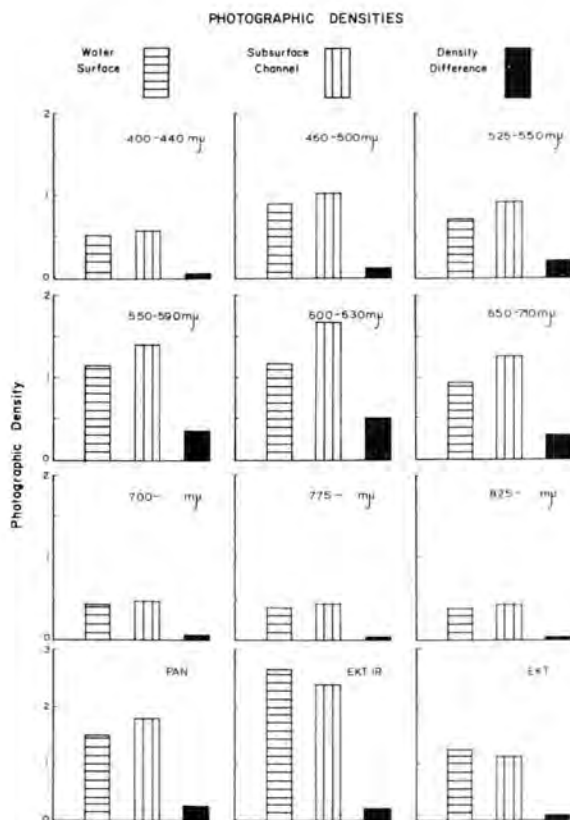 PHOTOGRAPHIC DENSITIES
Water Surface
Subsurface Channel
Density Difference
Photographic Density
2
1
0
400-440 mμ
460-500 mμ
525-550 mμ
2
1
0
550-590 mμ
600-630 mμ
650-710 mμ
2
1
0
700- mμ
775- mμ
825- mμ
3
2
1
0
PAN
EKT IR
EKT